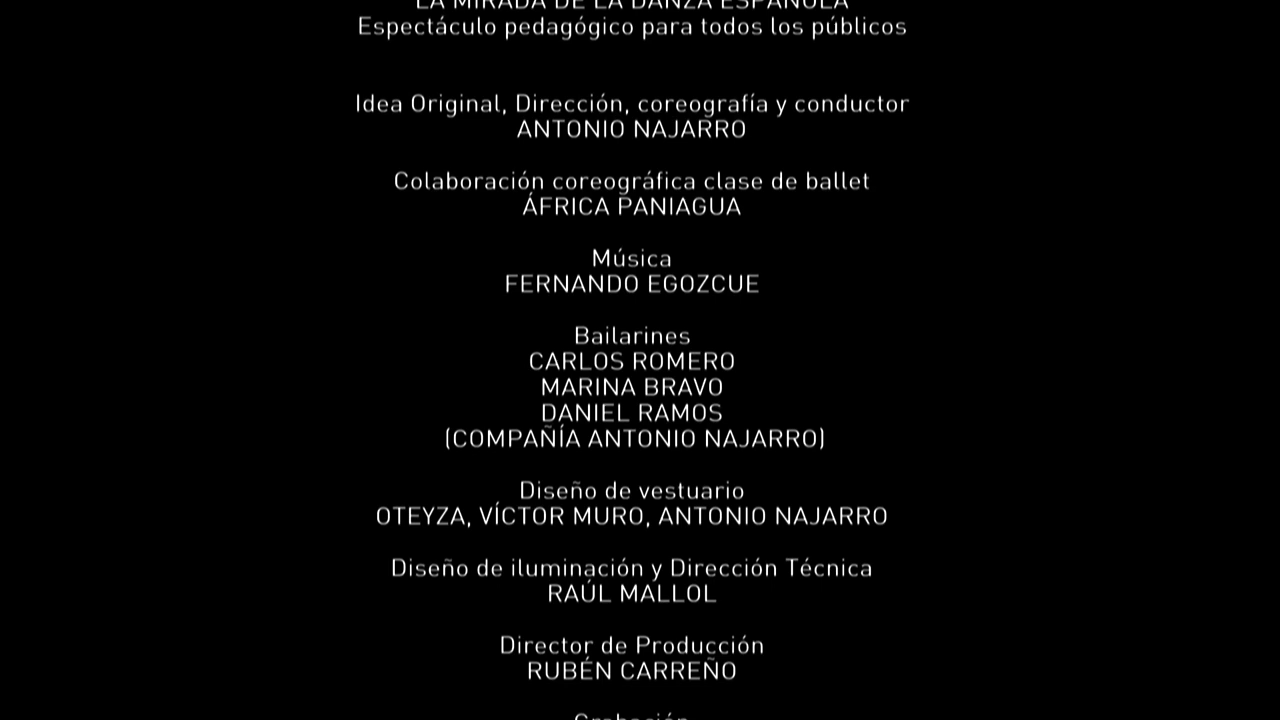 LA MIRADA DE LA DANZA ESPAÑOLA
Espectáculo pedagógico para todos los públicos
Idea Original, Dirección, coreografía y conductor
ANTONIO NAJARRO
Colaboración coreográfica clase de ballet
ÁFRICA PANIAGUA
Música
FERNANDO EGOZCUE
Bailarines
CARLOS ROMERO
MARINA BRAVO
DANIEL RAMOS
(COMPAÑÍA ANTONIO NAJARRO)
Diseño de vestuario
OTEYZA, VÍCTOR MURO, ANTONIO NAJARRO
Diseño de iluminación y Dirección Técnica
RAÚL MALLOL
Director de Producción
RUBÉN CARREÑO
Grabación